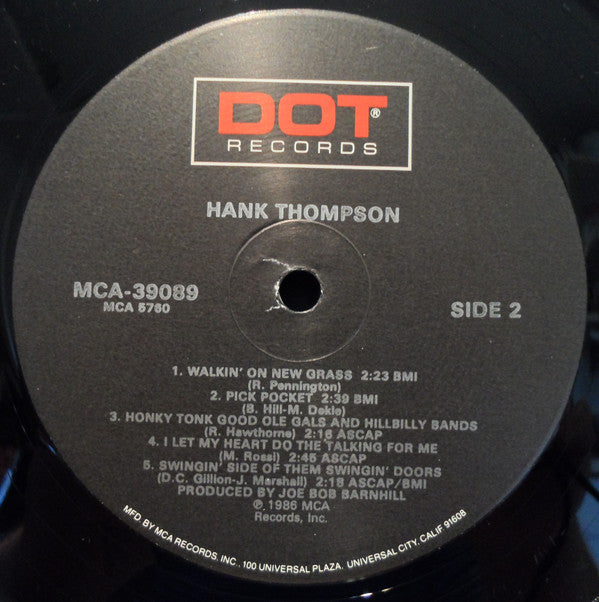 DOT®
RECORDS
HANK THOMPSON
MCA-39089
MCA 5760
SIDE 2
1. WALKIN' ON NEW GRASS 2:23 BMI
(R. Pennington)
2. PICK POCKET 2:39 BMI
(B. Hill-M. Dekle)
3. HONKY TONK GOOD OLE GALS AND HILLBILLY BANDS
(R. Hawthorne) 2:16 ASCAP
4. I LET MY HEART DO THE TALKING FOR ME
(M. Rossi) 2:45 ASCAP
5. SWINGIN' SIDE OF THEM SWINGIN' DOORS
(D.C. Gillion-J. Marshall) 2:18 ASCAP/BMI
PRODUCED BY JOE BOB BARNHILL
℗ 1986 MCA
Records, Inc.
MFD. BY MCA RECORDS, INC., 100 UNIVERSAL PLAZA, UNIVERSAL CITY, CALIF 91608